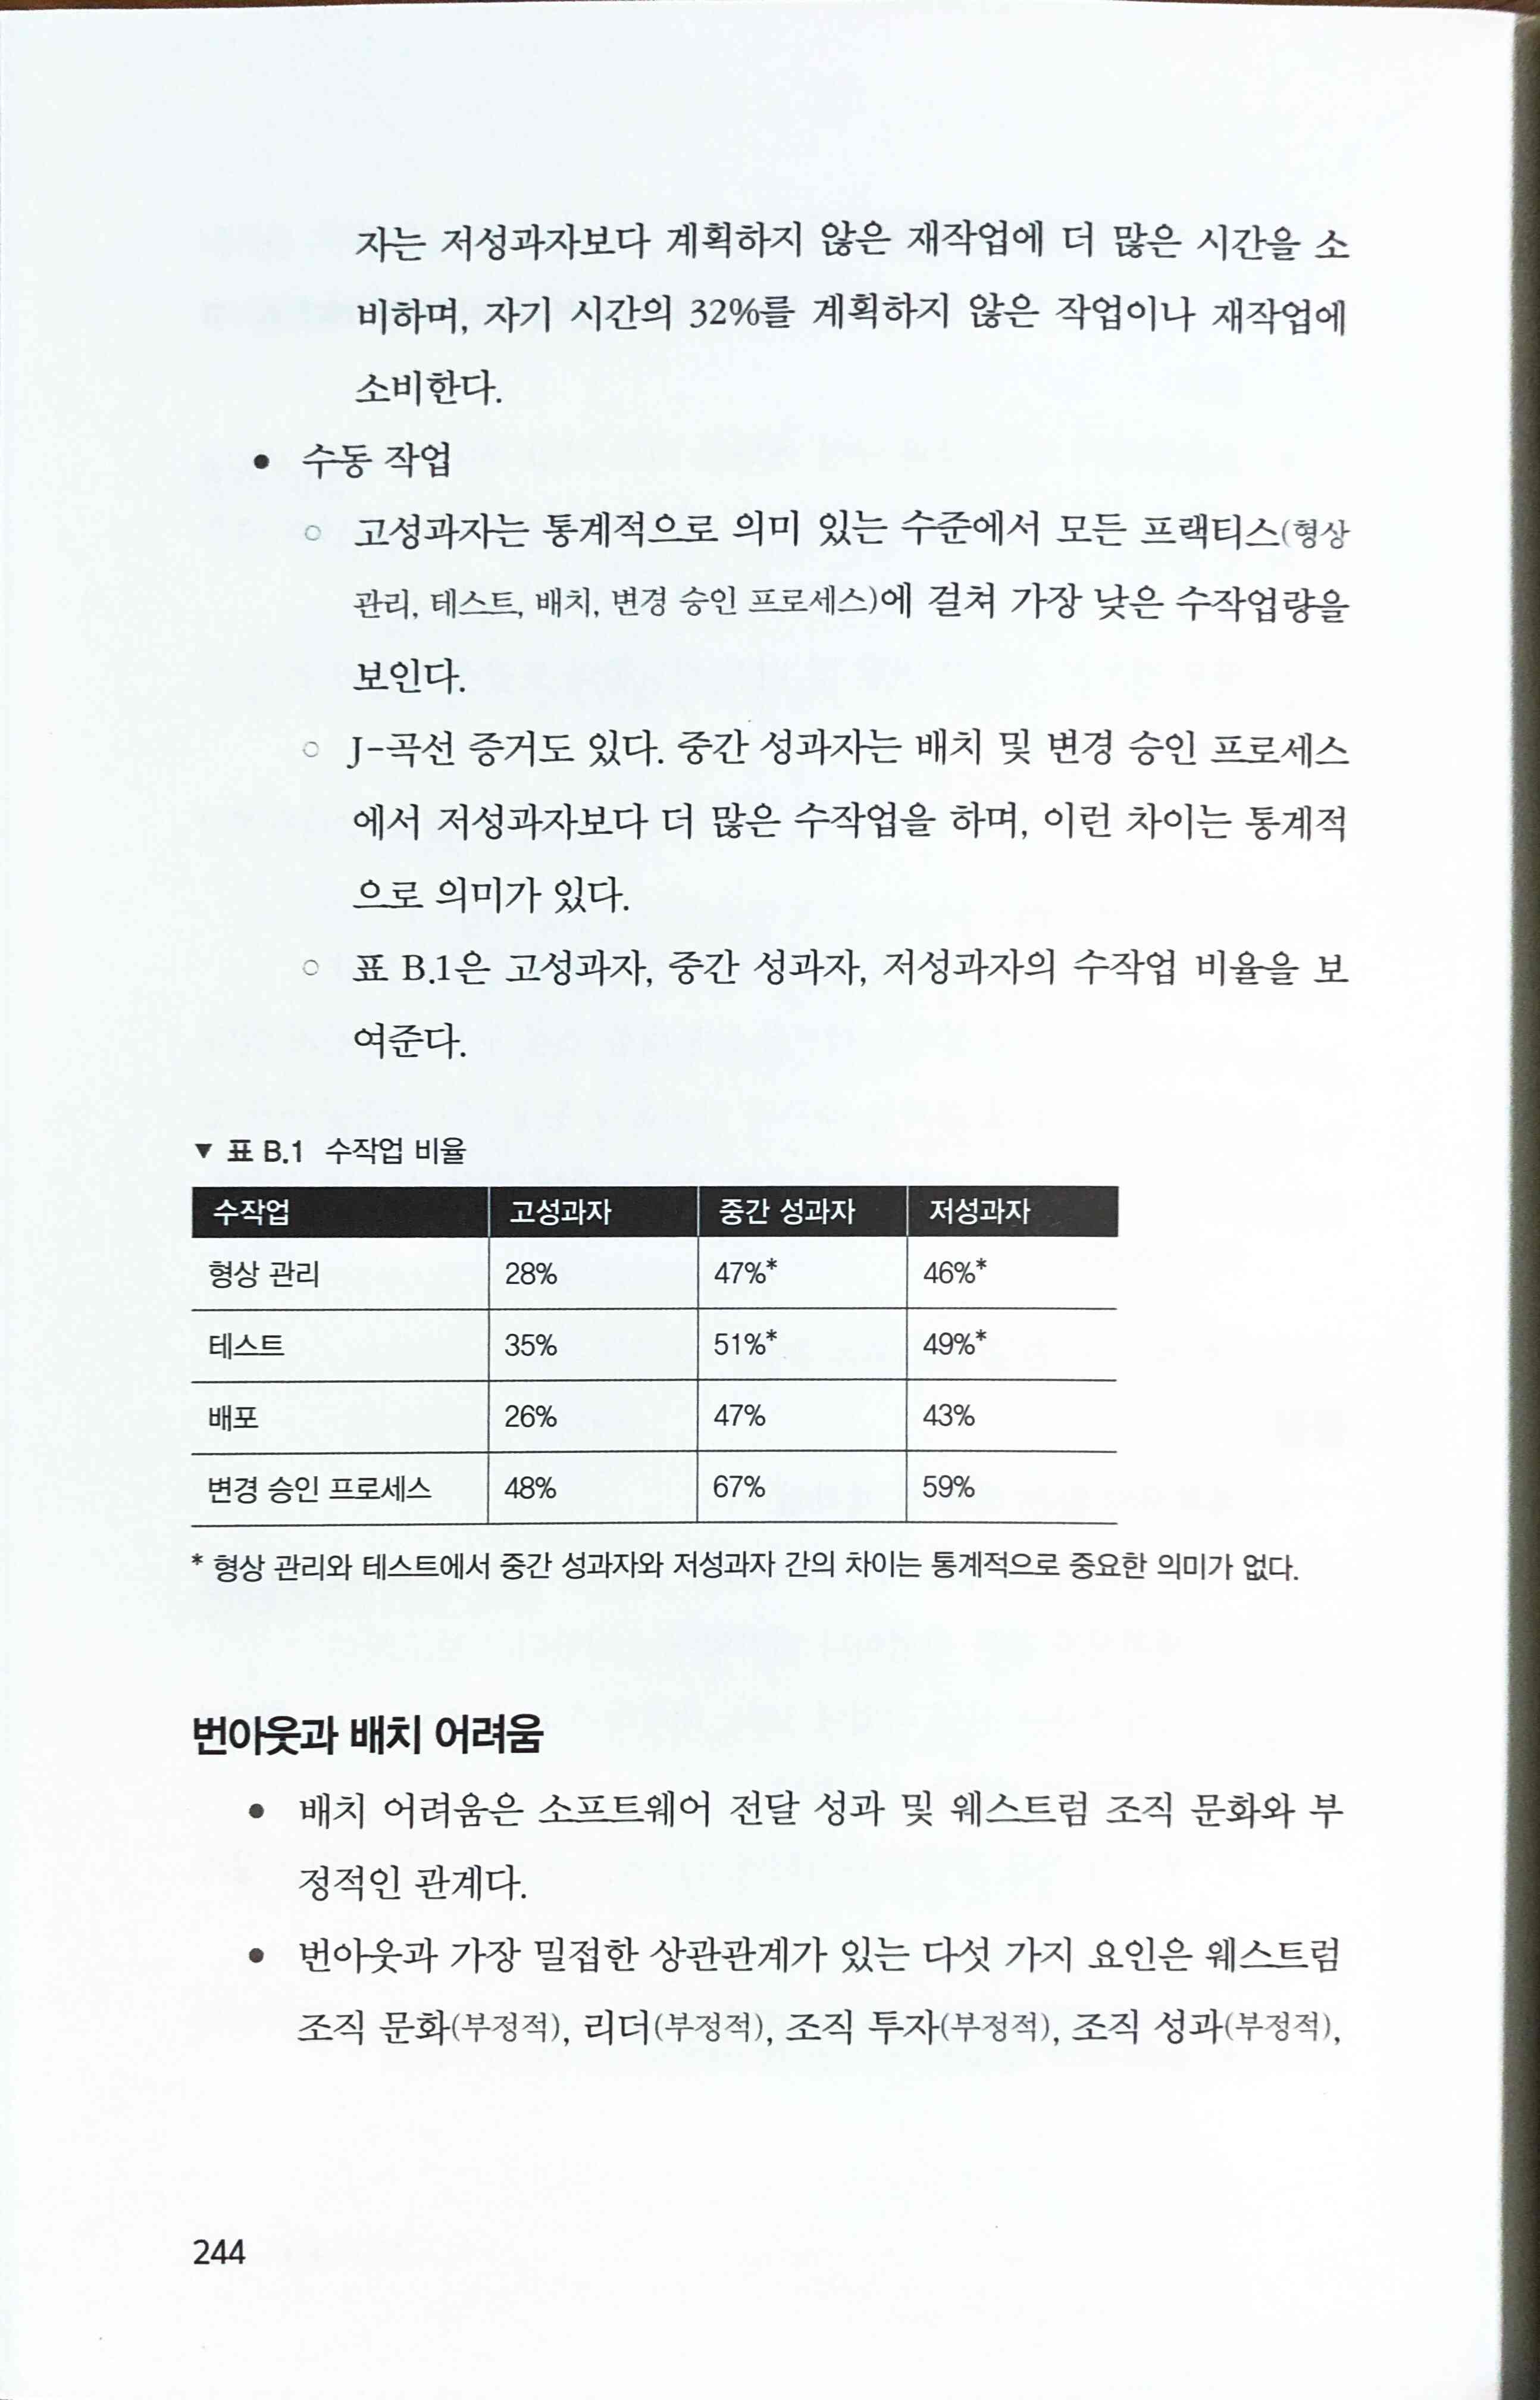 자는 저성과자보다 계획하지 않은 재작업에 더 많은 시간을 소
비하며, 자기 시간의 32%를 계획하지 않은 작업이나 재작업에
소비한다.
● 수동 작업
○ 고성과자는 통계적으로 의미 있는 수준에서 모든 프랙티스(형상
관리, 테스트, 배치, 변경 승인 프로세스)에 걸쳐 가장 낮은 수작업량을
보인다.
○ J-곡선 증거도 있다. 중간 성과자는 배치 및 변경 승인 프로세스
에서 저성과자보다 더 많은 수작업을 하며, 이런 차이는 통계적
으로 의미가 있다.
○ 표 B.1은 고성과자, 중간 성과자, 저성과자의 수작업 비율을 보
여준다.
▼ 표 B.1 수작업 비율
수작업 고성과자 중간 성과자 저성과자
형상 관리 28% 47%* 46%*
테스트 35% 51%* 49%*
배포 26% 47% 43%
변경 승인 프로세스 48% 67% 59%
* 형상 관리와 테스트에서 중간 성과자와 저성과자 간의 차이는 통계적으로 중요한 의미가 없다.
번아웃과 배치 어려움
● 배치 어려움은 소프트웨어 전달 성과 및 웨스트럼 조직 문화와 부
정적인 관계다.
● 번아웃과 가장 밀접한 상관관계가 있는 다섯 가지 요인은 웨스트럼
조직 문화(부정적), 리더(부정적), 조직 투자(부정적), 조직 성과(부정적),
244